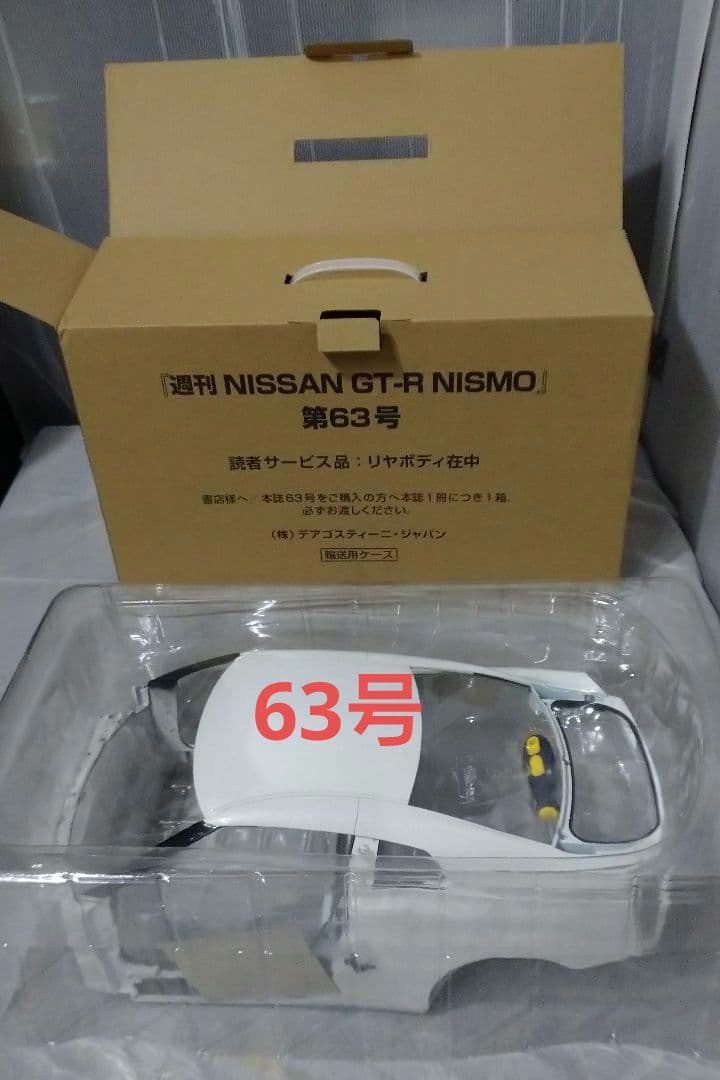 『週刊 NISSAN GT-R NISMO』
第63号
読者サービス品：リヤボディ在中
書店様へ／本誌63号をご購入の方へ本誌1冊につき1箱、
必ずお渡しください。
（株）デアゴスティーニ・ジャパン
輸送用ケース
63号